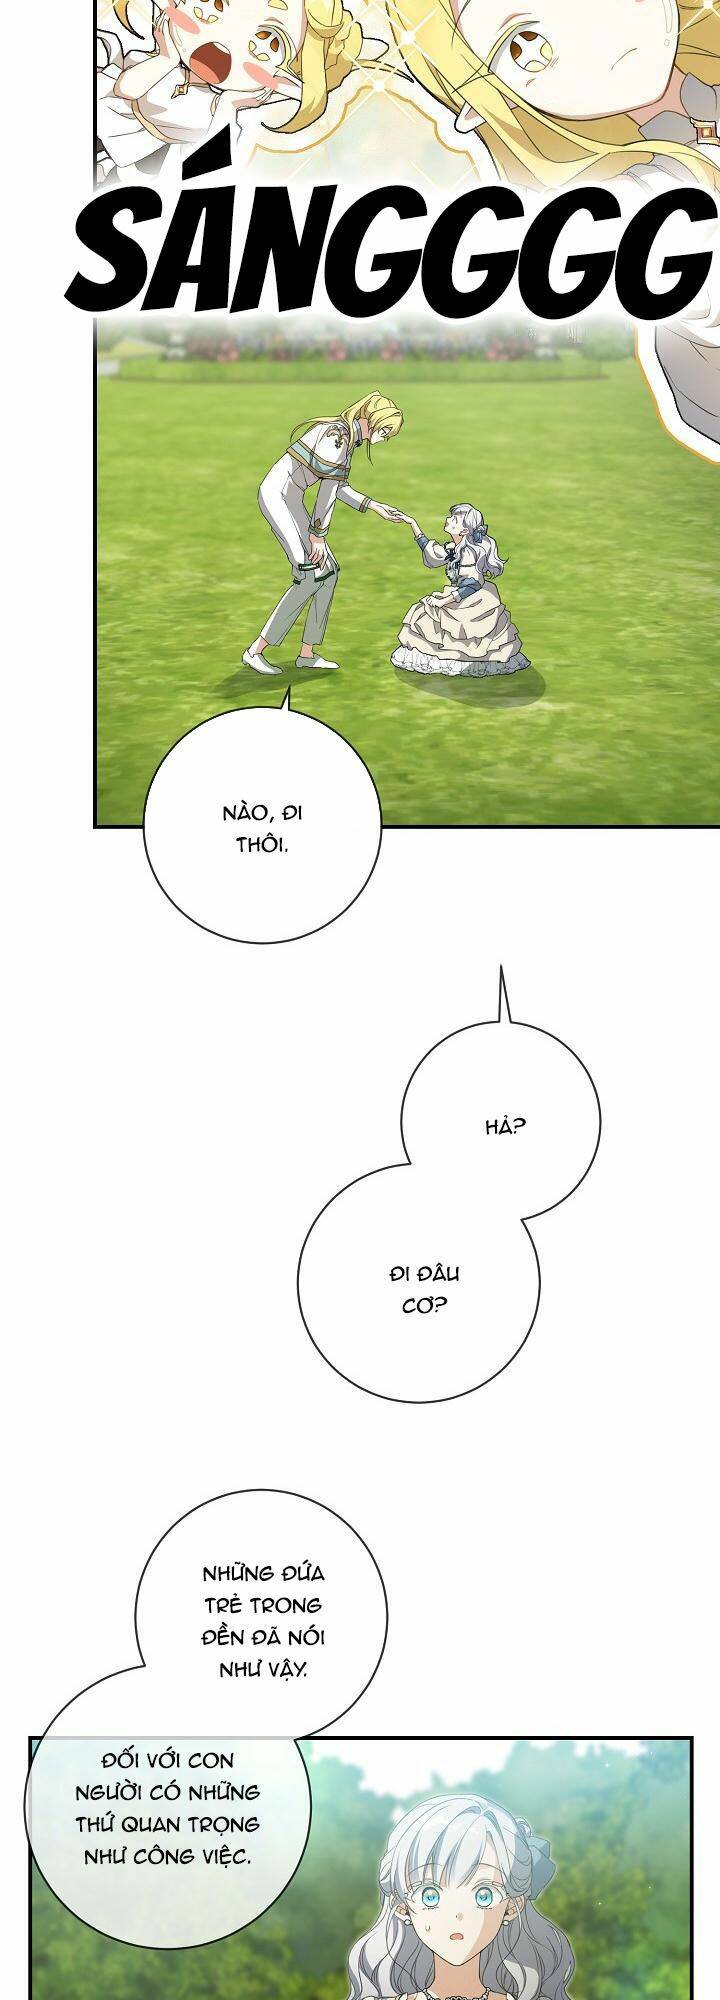 SÁNGGGG
NÀO, ĐI
THÔI.
HẢ?
ĐI ĐÂU
CƠ?
NHỮNG ĐỨA
TRẺ TRONG
ĐỀN ĐÃ NÓI
NHƯ VẬY.
ĐỐI VỚI CON
NGƯỜI CÓ NHỮNG
THỨ QUAN TRỌNG
NHƯ CÔNG VIỆC.